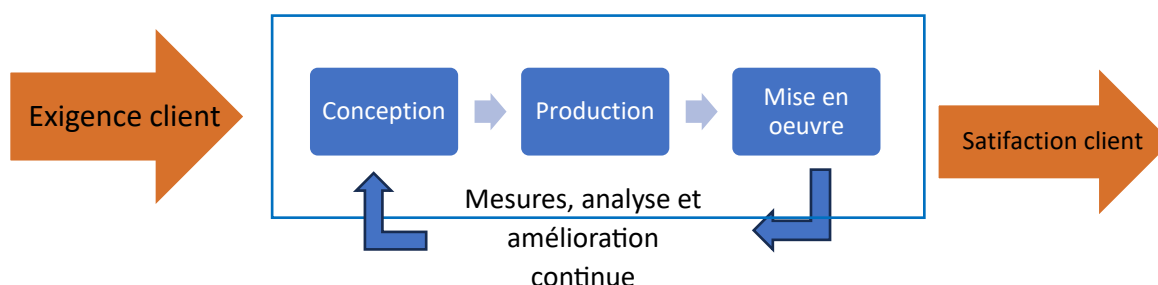 Exigence client
Conception
Production
Mise en
oeuvre
Satifaction client
Mesures, analyse et
amélioration
continue